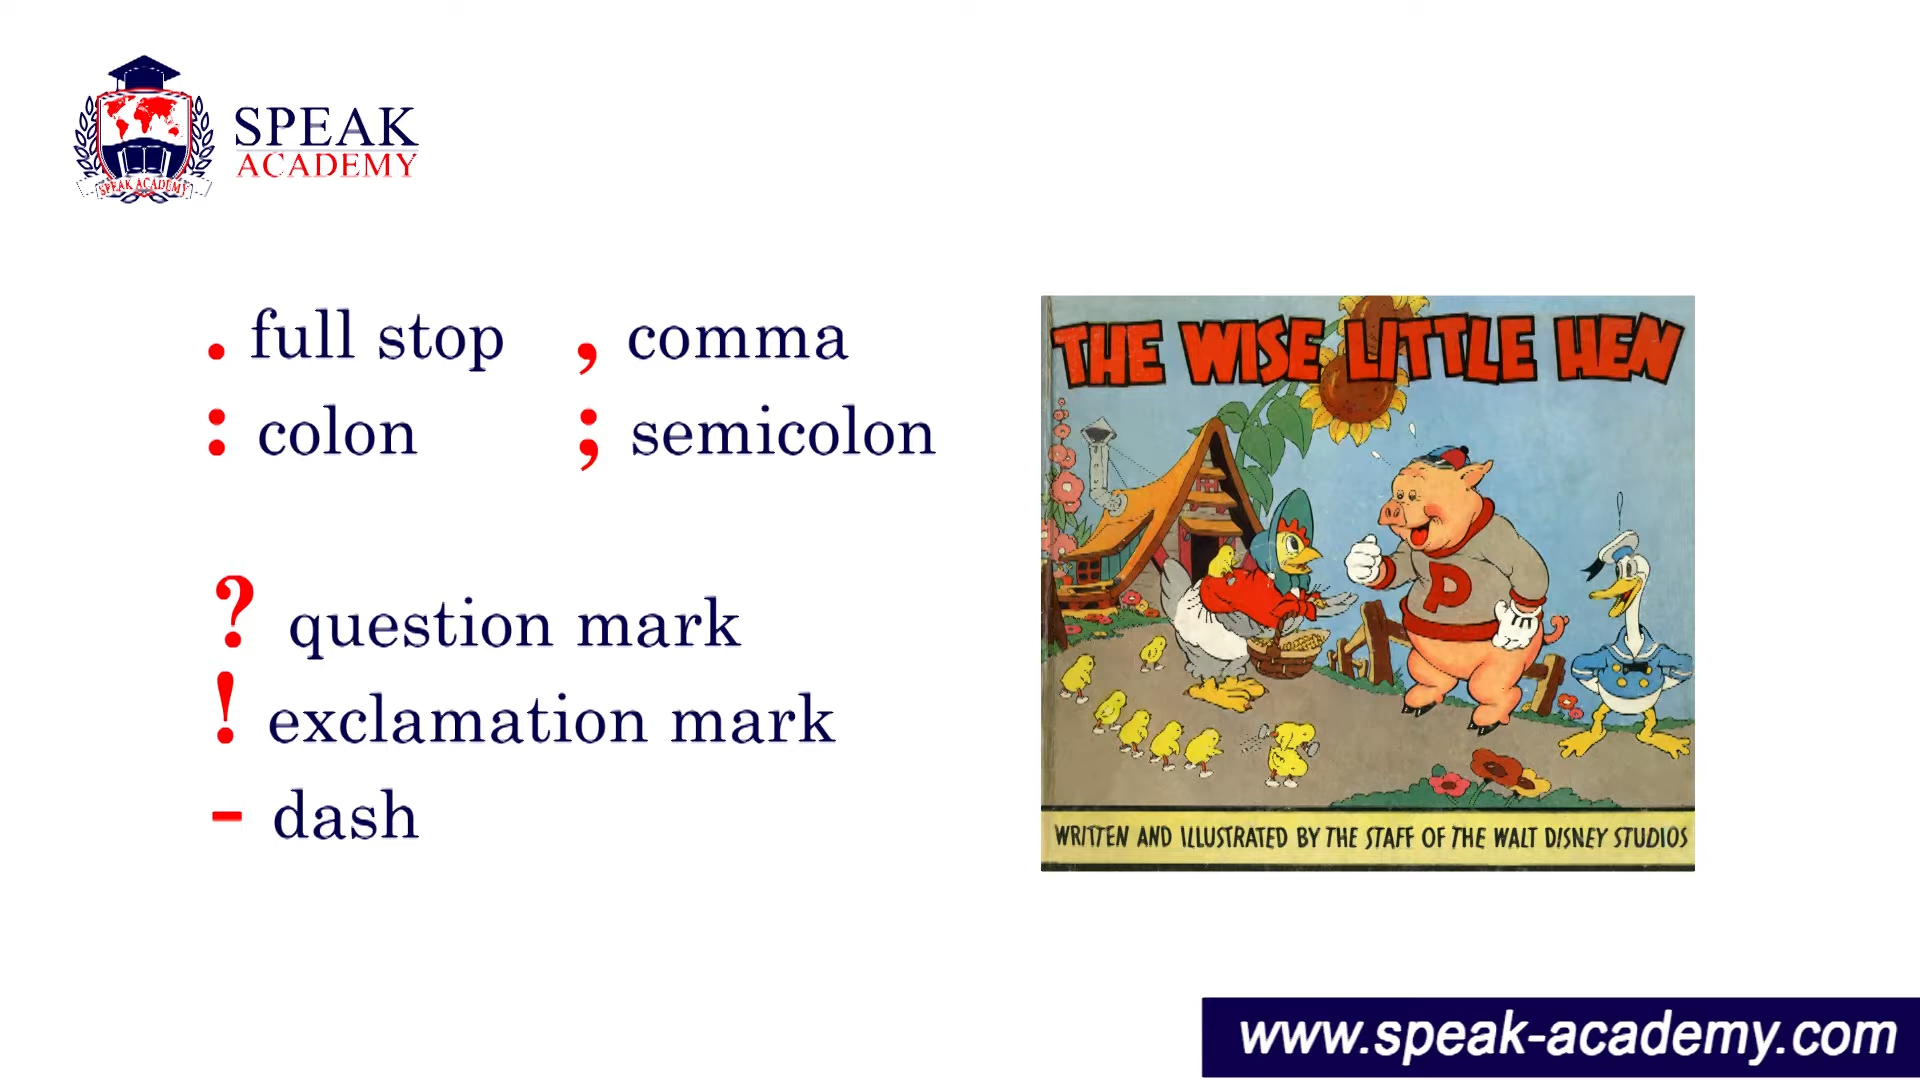 SPEAK
ACADEMY
SPEAK ACADEMY
. full stop , comma
: colon ; semicolon
? question mark
! exclamation mark
- dash
THE WISE LITTLE HEN
P
WRITTEN AND ILLUSTRATED BY THE STAFF OF THE WALT DISNEY STUDIOS
www.speak-academy.com